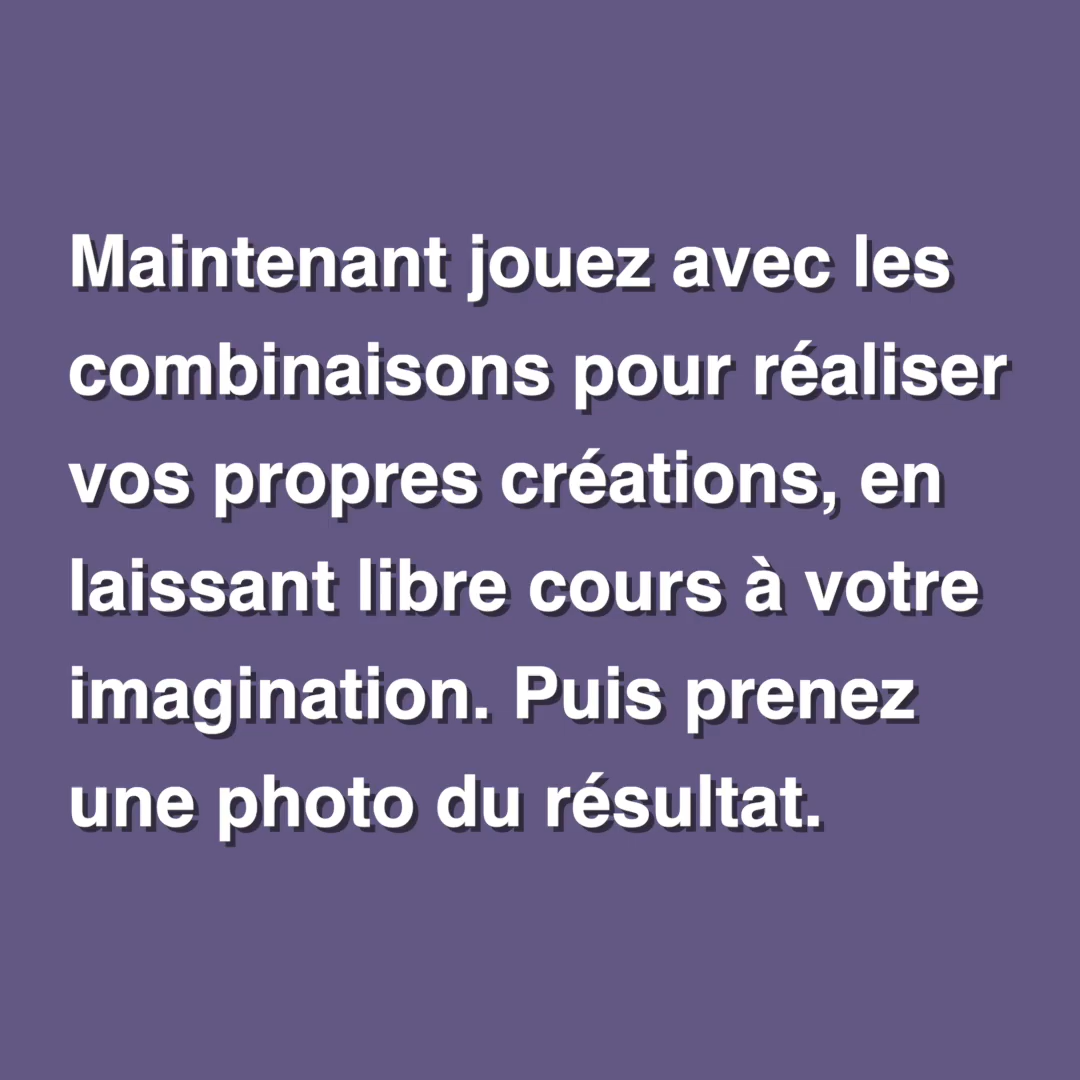 Maintenant jouez avec les
combinaisons pour réaliser
vos propres créations, en
laissant libre cours à votre
imagination. Puis prenez
une photo du résultat.